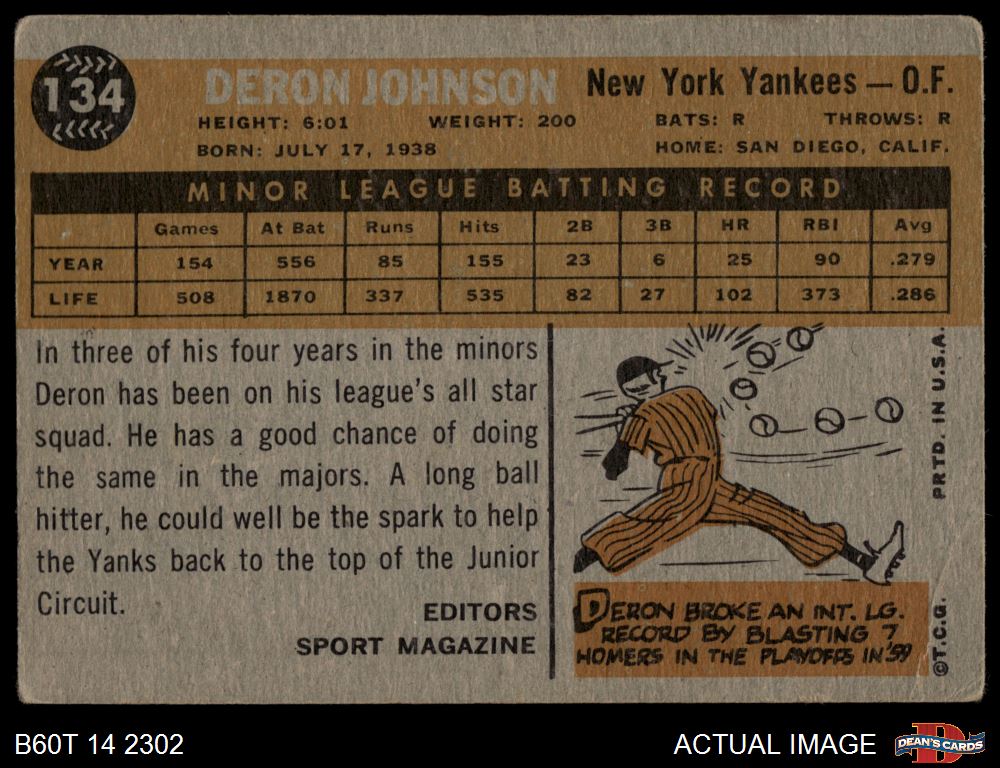 134
DERON JOHNSON New York Yankees — O.F.
HEIGHT: 6:01 WEIGHT: 200 BATS: R THROWS: R
BORN: JULY 17, 1938 HOME: SAN DIEGO, CALIF.
MINOR LEAGUE BATTING RECORD
Games At Bat Runs Hits 2B 3B HR RBI Avg
YEAR 154 556 85 155 23 6 25 90 .279
LIFE 508 1870 337 535 82 27 102 373 .286
In three of his four years in the minors
Deron has been on his league's all star
squad. He has a good chance of doing
the same in the majors. A long ball
hitter, he could well be the spark to help
the Yanks back to the top of the Junior
Circuit.
EDITORS
SPORT MAGAZINE
DERON BROKE AN INT. LG.
RECORD BY BLASTING 7
HOMERS IN THE PLAYOFFS IN '59
©T.C.G. PRTD. IN U.S.A.
B60T 14 2302
ACTUAL IMAGE
D
DEAN'S CARDS